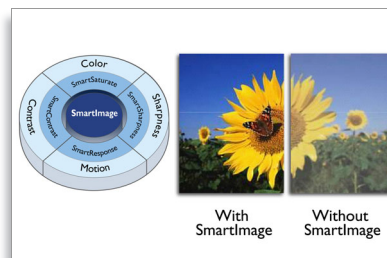 Color
SmartSaturate
Contrast
SmartContrast
SmartImage
SmartSharpness
Sharpness
SmartResponse
Motion
With
SmartImage
Without
SmartImage